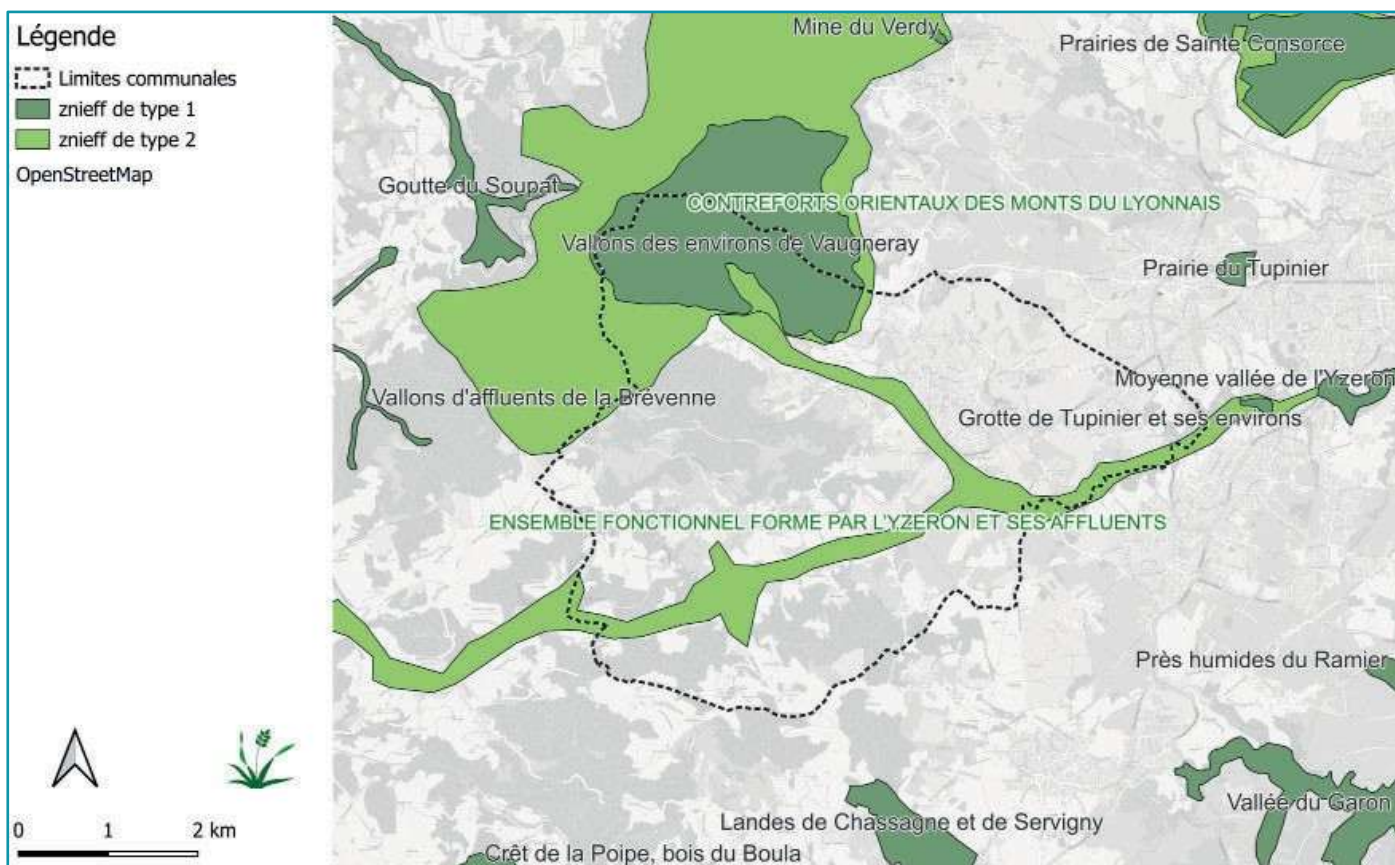 Légende
Limites communales
znieff de type 1
znieff de type 2
OpenStreetMap
Mine du Verdy
Prairies de Sainte Consorce
Goutte du Soupat
CONTREFORTS ORIENTAUX DES MONTS DU LYONNAIS
Vallons des environs de Vaugneray
Prairie du Tupinier
Vallons d'affluents de la Brévenne
Moyenne vallée de l'Yzeron
Grotte de Tupinier et ses environs
ENSEMBLE FONCTIONNEL FORME PAR L'YZERON ET SES AFFLUENTS
Près humides du Ramier
Vallée du Garon
Landes de Chassagne et de Servigny
Crêt de la Poipe, bois du Boula
0 1 2 km